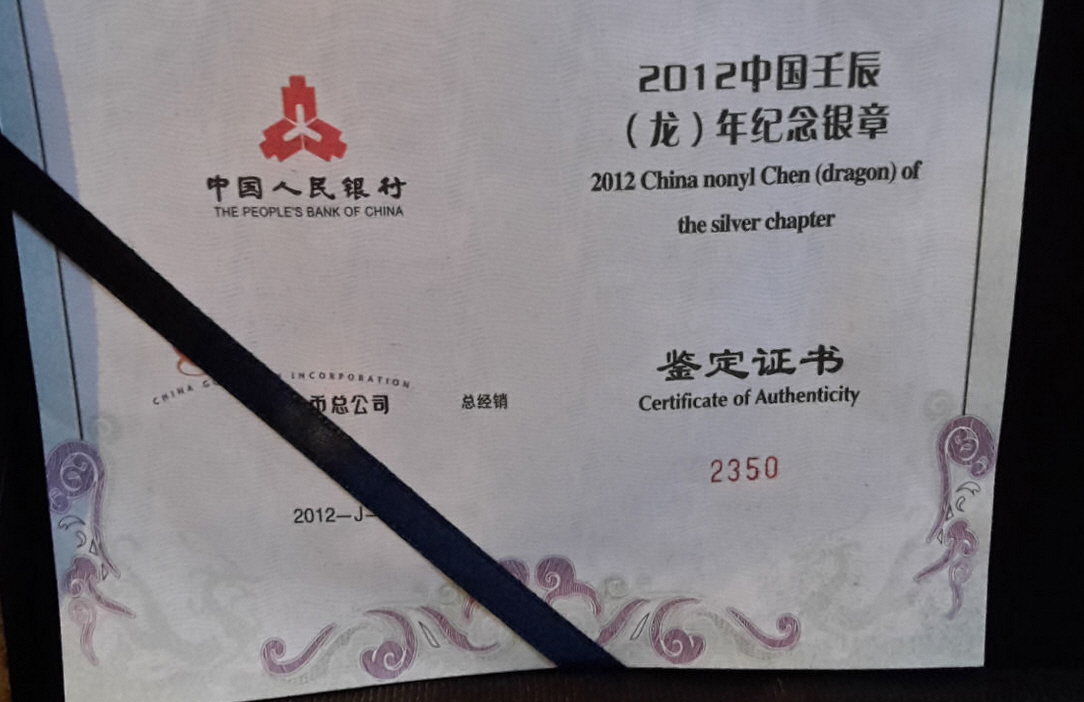 中国人民银行
THE PEOPLE'S BANK OF CHINA
2012中国壬辰
（龙）年纪念银章
2012 China nonyl Chen (dragon) of
the silver chapter
CHINA INCORPORATION
币总公司 总经销
2012—J—
鉴定证书
Certificate of Authenticity
2350